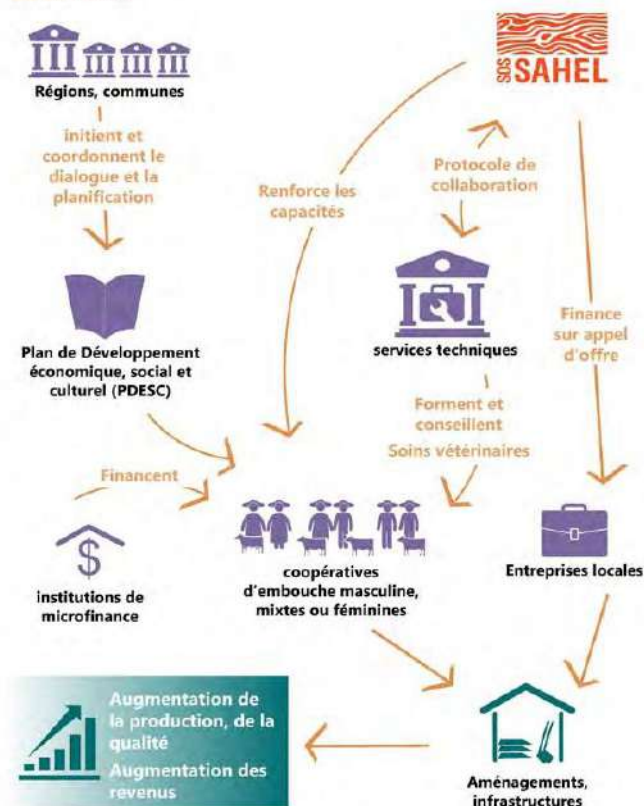 SOS SAHEL
Régions, communes
initient et
coordonnent le
dialogue et la
planification
Renforce les
capacités
Protocole de
collaboration
Plan de Développement
économique, social et
culturel (PDESC)
services techniques
Finance
sur appel
d'offre
Forment et
conseillent
Soins vétérinaires
Financent
$
institutions de
microfinance
coopératives
d'embouche masculine,
mixtes ou féminines
Entreprises locales
Augmentation de
la production, de la
qualité
Augmentation des
revenus
Aménagements,
infrastructures